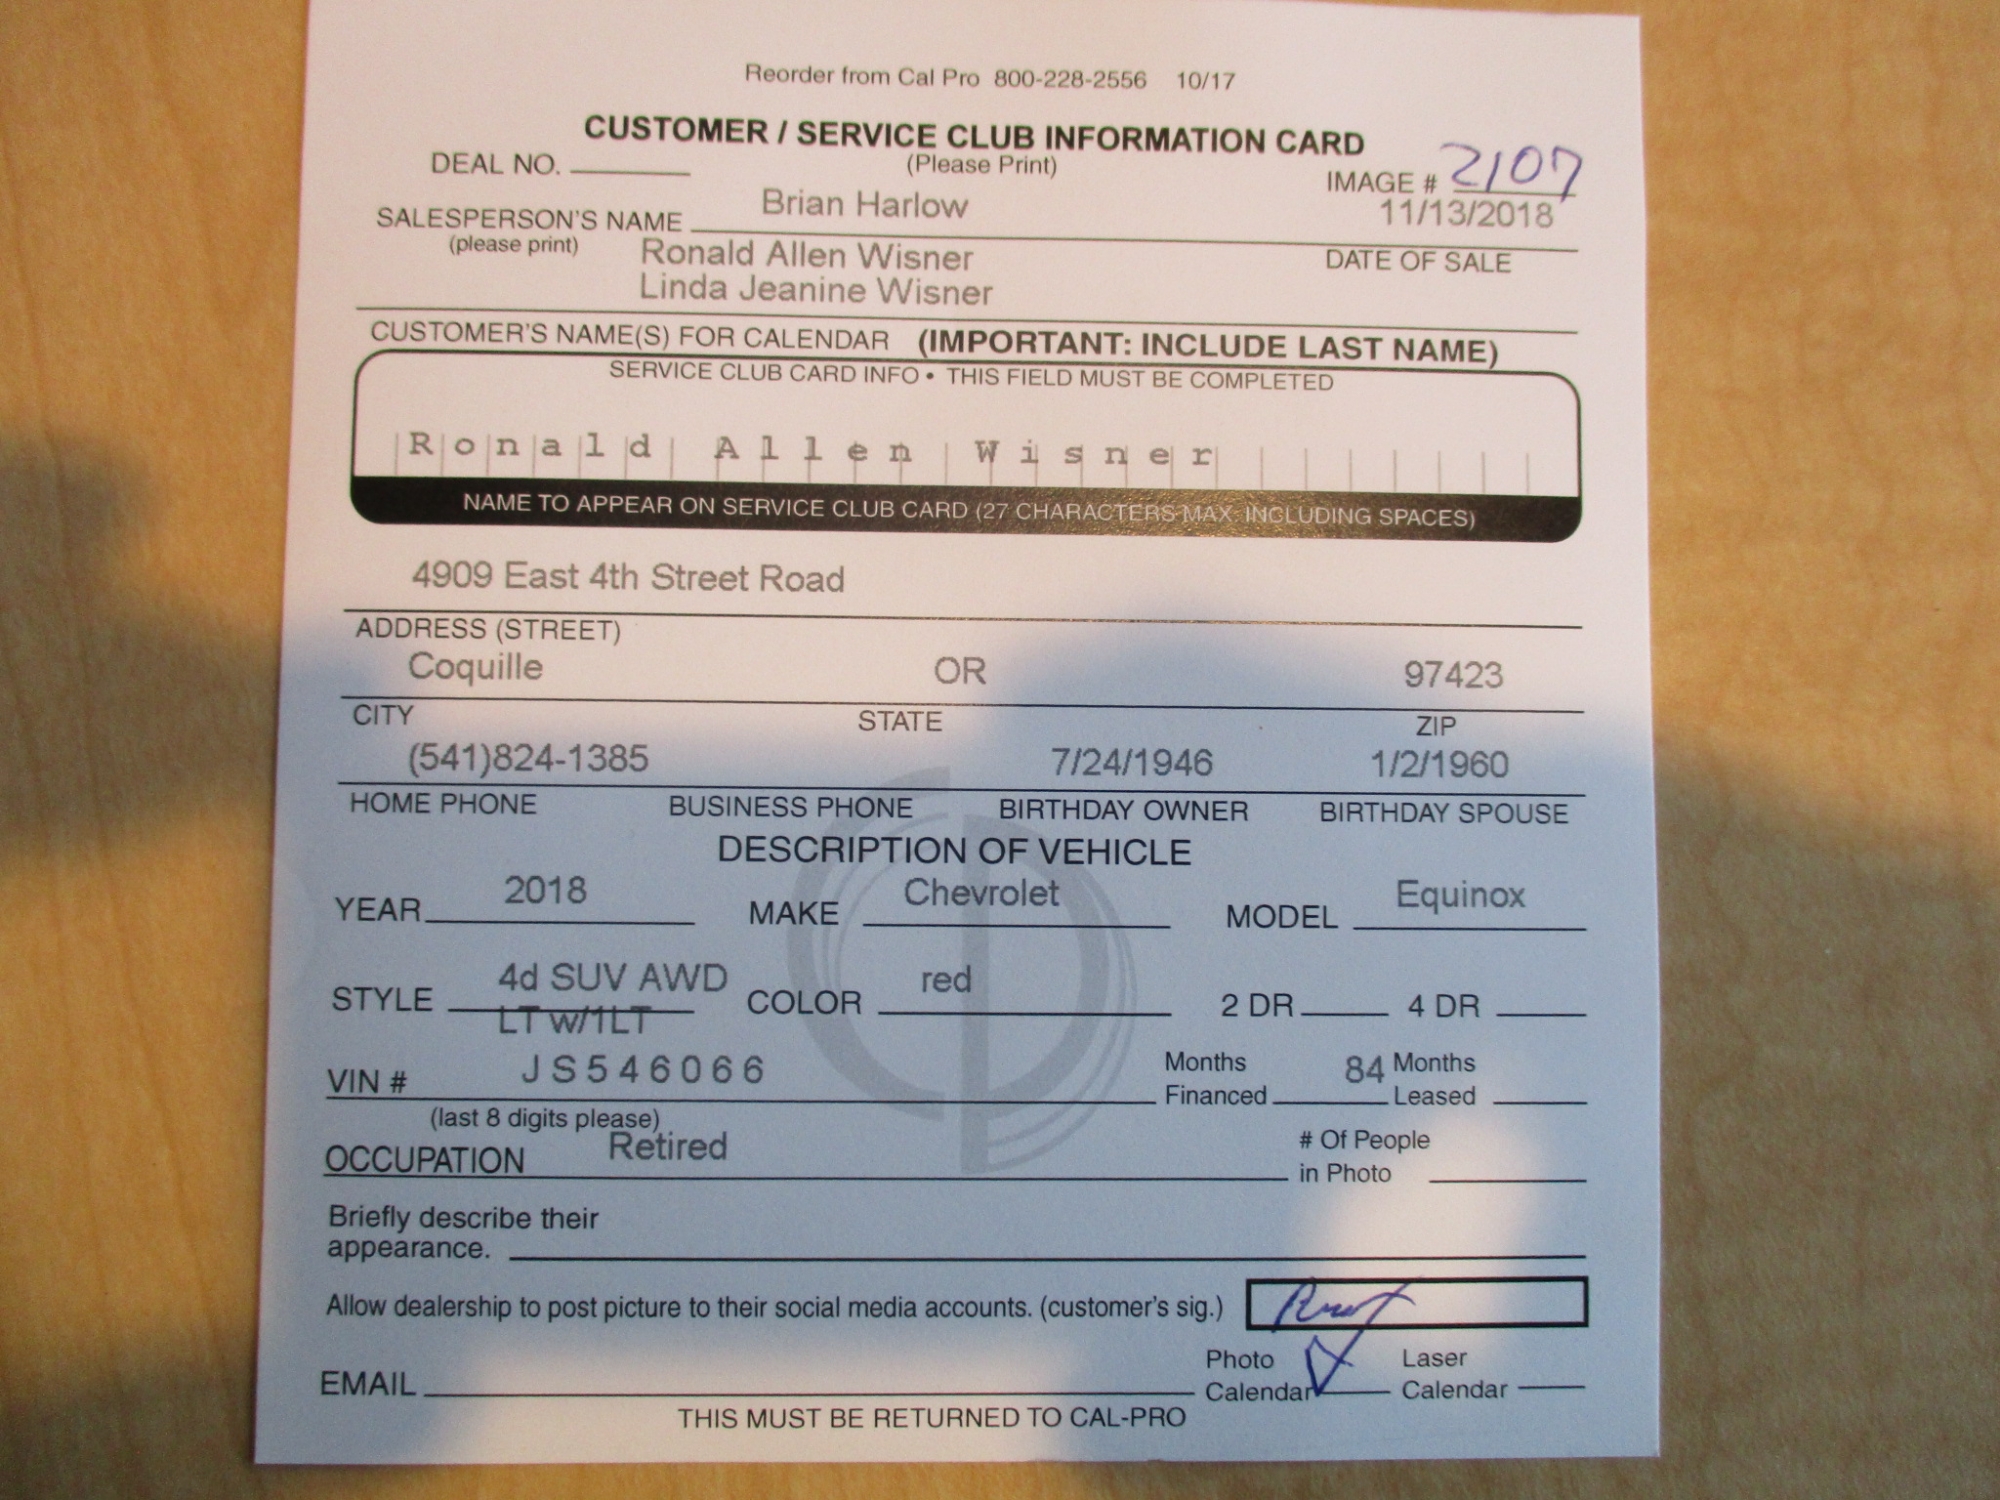 Reorder from Cal Pro 800-228-2556 10/17
CUSTOMER / SERVICE CLUB INFORMATION CARD
(Please Print)
DEAL NO.
IMAGE # 2107
SALESPERSON'S NAME Brian Harlow
11/13/2018
(please print)
DATE OF SALE
Ronald Allen Wisner
Linda Jeanine Wisner
CUSTOMER'S NAME(S) FOR CALENDAR (IMPORTANT: INCLUDE LAST NAME)
SERVICE CLUB CARD INFO • THIS FIELD MUST BE COMPLETED
Ronald Allen Wisner
NAME TO APPEAR ON SERVICE CLUB CARD (27 CHARACTERS MAX. INCLUDING SPACES)
4909 East 4th Street Road
ADDRESS (STREET)
Coquille OR 97423
CITY STATE ZIP
(541)824-1385 7/24/1946 1/2/1960
HOME PHONE BUSINESS PHONE BIRTHDAY OWNER BIRTHDAY SPOUSE
DESCRIPTION OF VEHICLE
YEAR 2018 MAKE Chevrolet MODEL Equinox
STYLE 4d SUV AWD COLOR red 2 DR 4 DR
LT w/1LT
VIN # JS546066 Months Financed 84 Months Leased
(last 8 digits please)
OCCUPATION Retired # Of People in Photo
Briefly describe their
appearance.
Allow dealership to post picture to their social media accounts. (customer's sig.)
EMAIL Photo Calendar Laser Calendar
THIS MUST BE RETURNED TO CAL-PRO